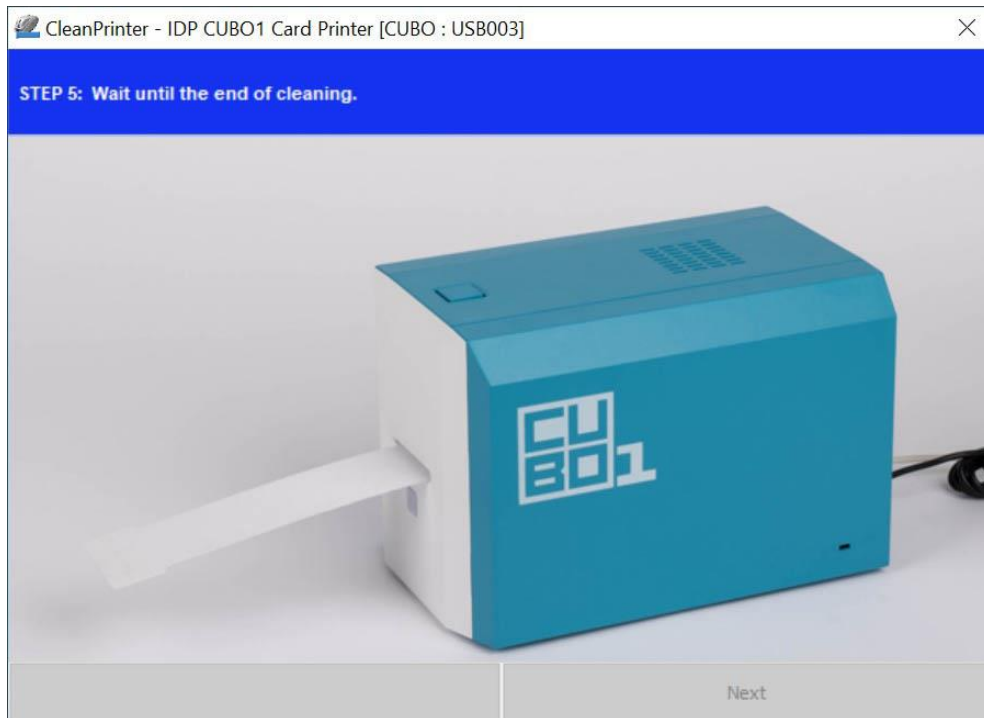 CleanPrinter - IDP CUBO1 Card Printer [CUBO : USB003]
STEP 5: Wait until the end of cleaning.
CU
BO1
Next